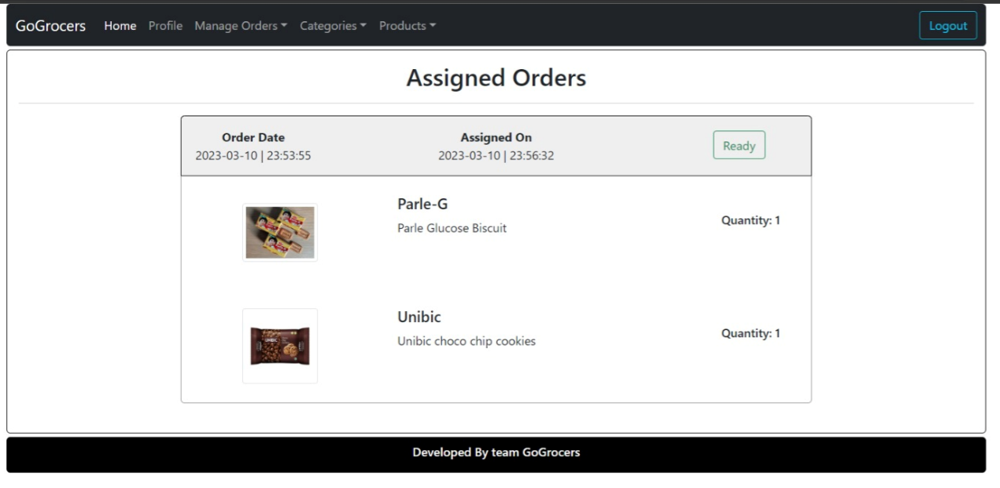 GoGrocers Home Profile Manage Orders Categories Products Logout
Assigned Orders
Order Date Assigned On Ready
2023-03-10 | 23:53:55 2023-03-10 | 23:56:32
Parle-G
Parle Glucose Biscuit
Quantity: 1
UNIBIC
Unibic
Unibic choco chip cookies
Quantity: 1
Developed By team GoGrocers